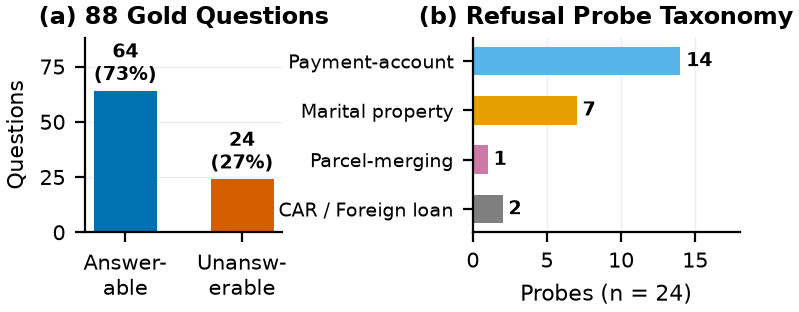 (a) 88 Gold Questions
Questions
75
50
25
0
64
(73%)
24
(27%)
Answer-
able
Unansw-
erable
(b) Refusal Probe Taxonomy
Payment-account
14
Marital property
7
Parcel-merging
1
CAR / Foreign loan
2
0
5
10
15
Probes (n = 24)